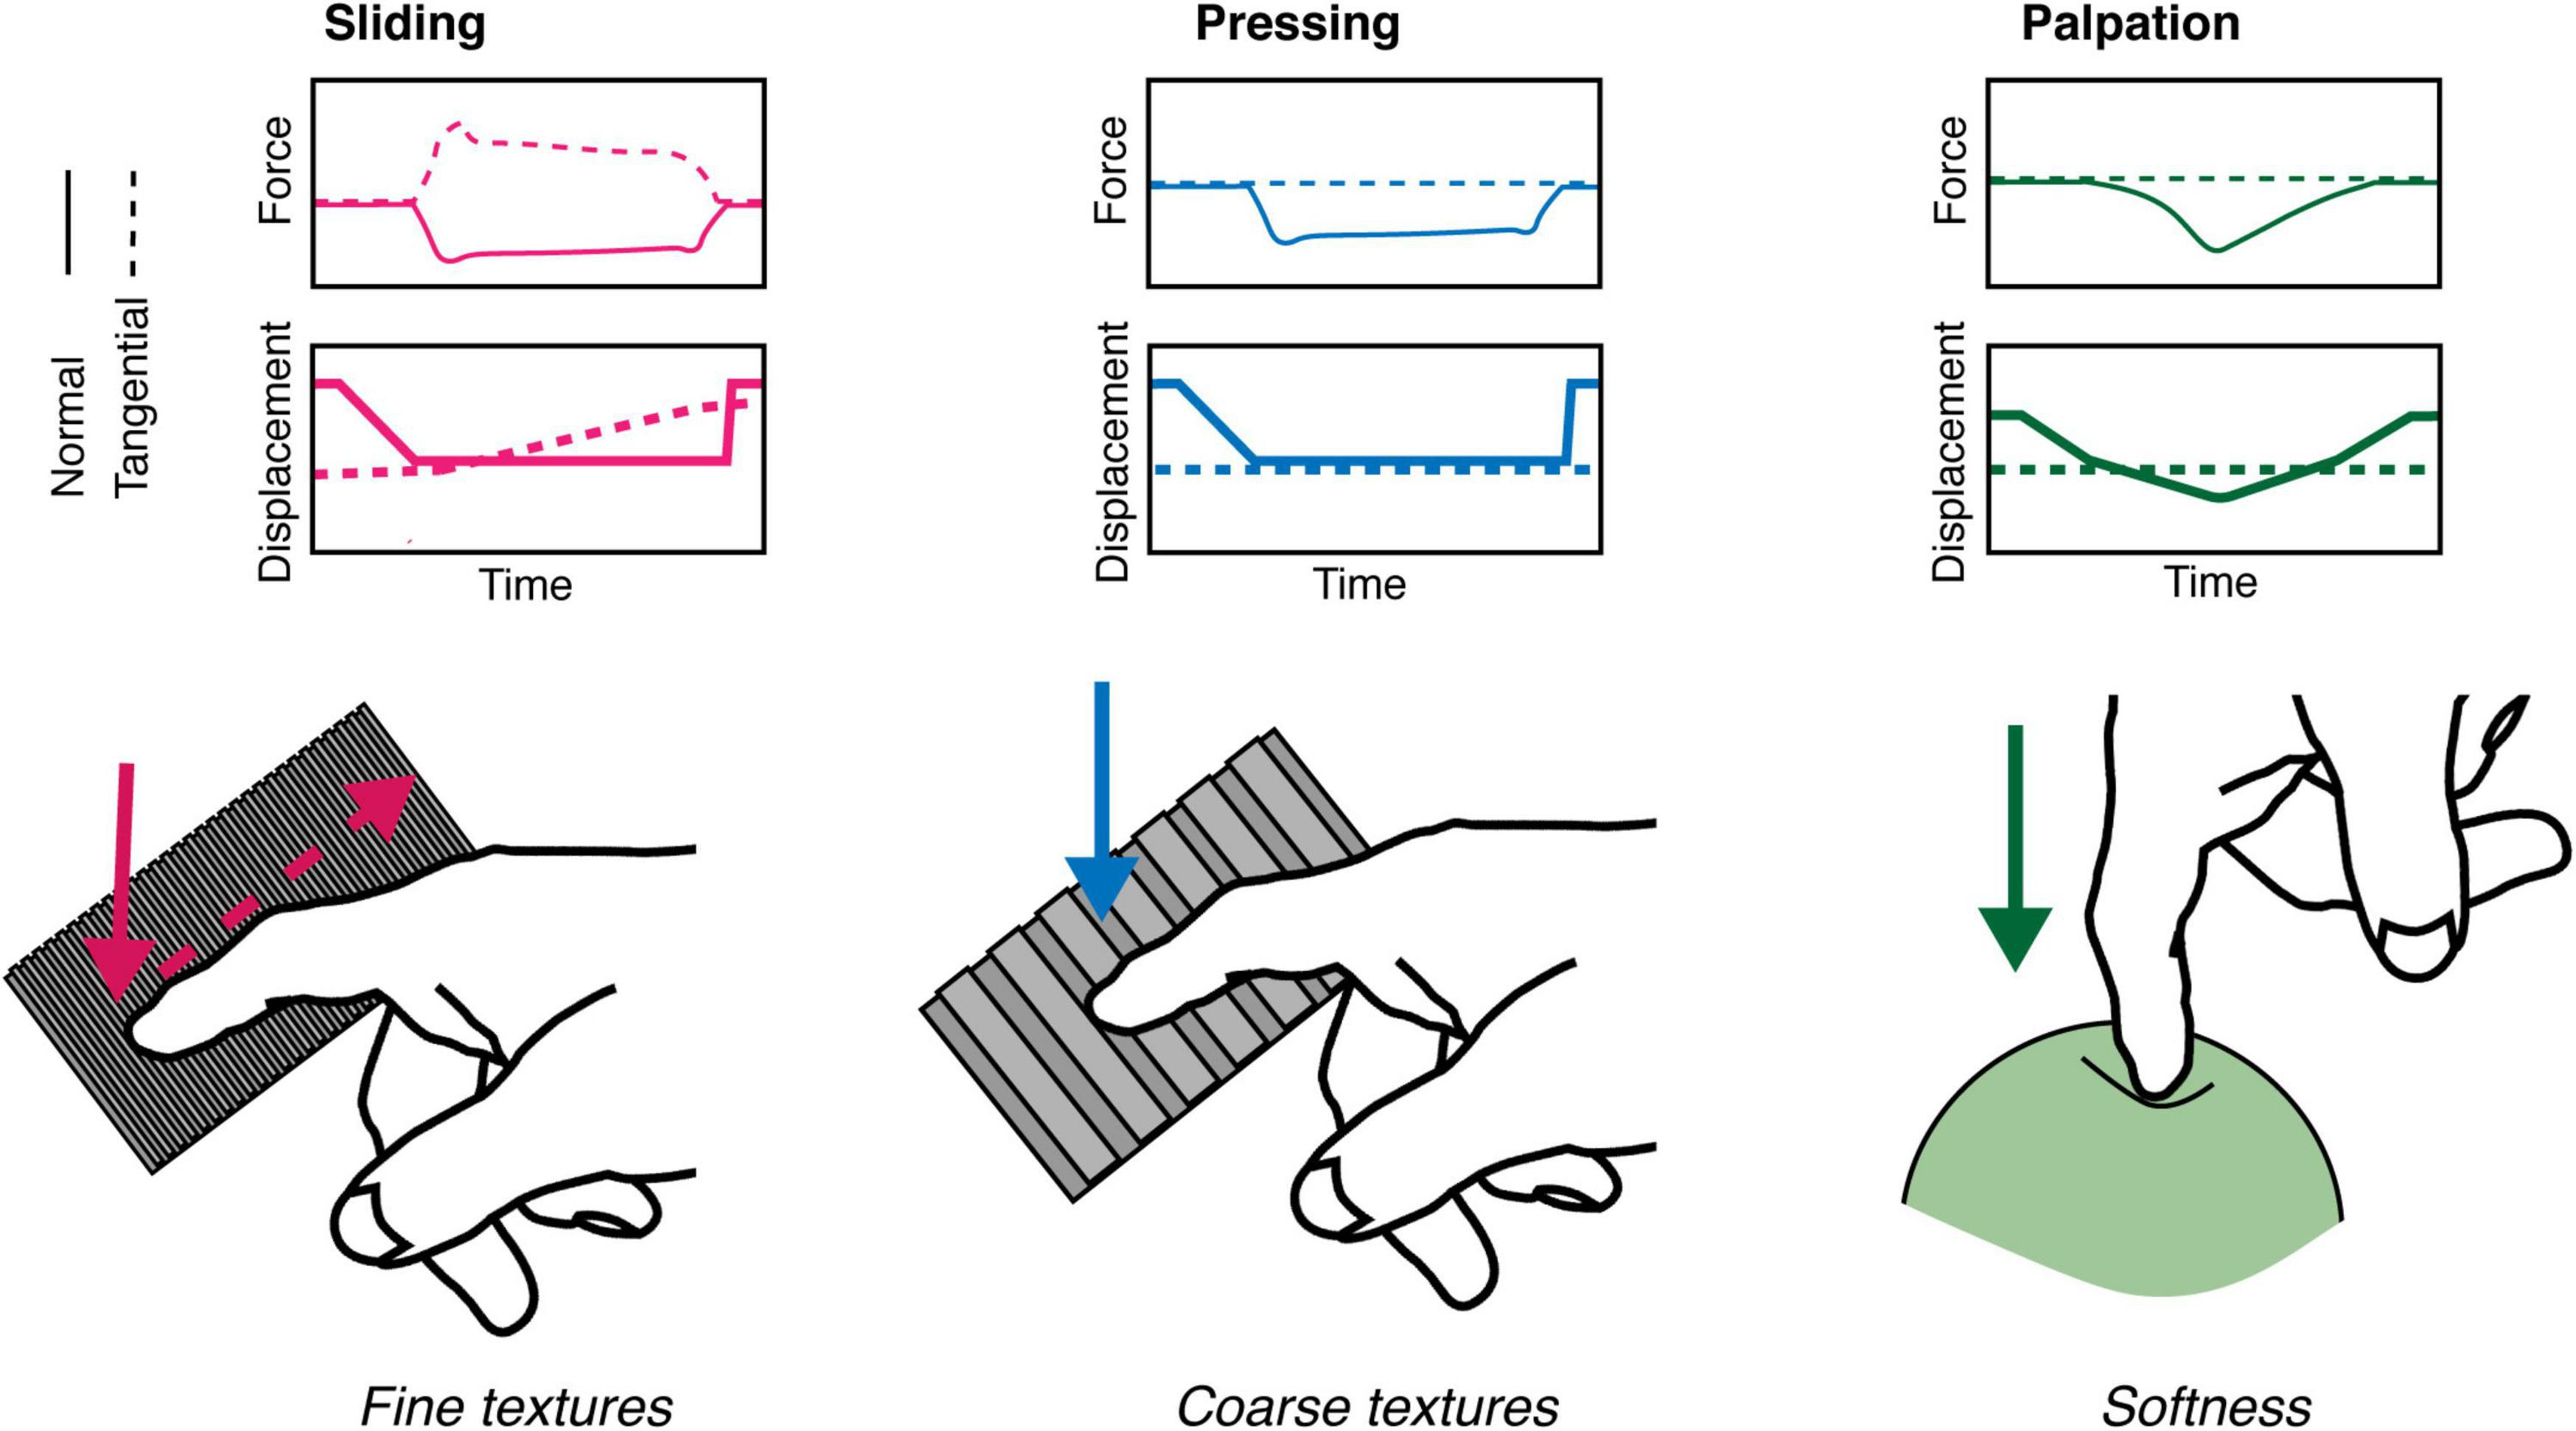 Sliding
Pressing
Palpation
Normal
Tangential
Force
Force
Force
Displacement
Displacement
Displacement
Time
Time
Time
Fine textures
Coarse textures
Softness